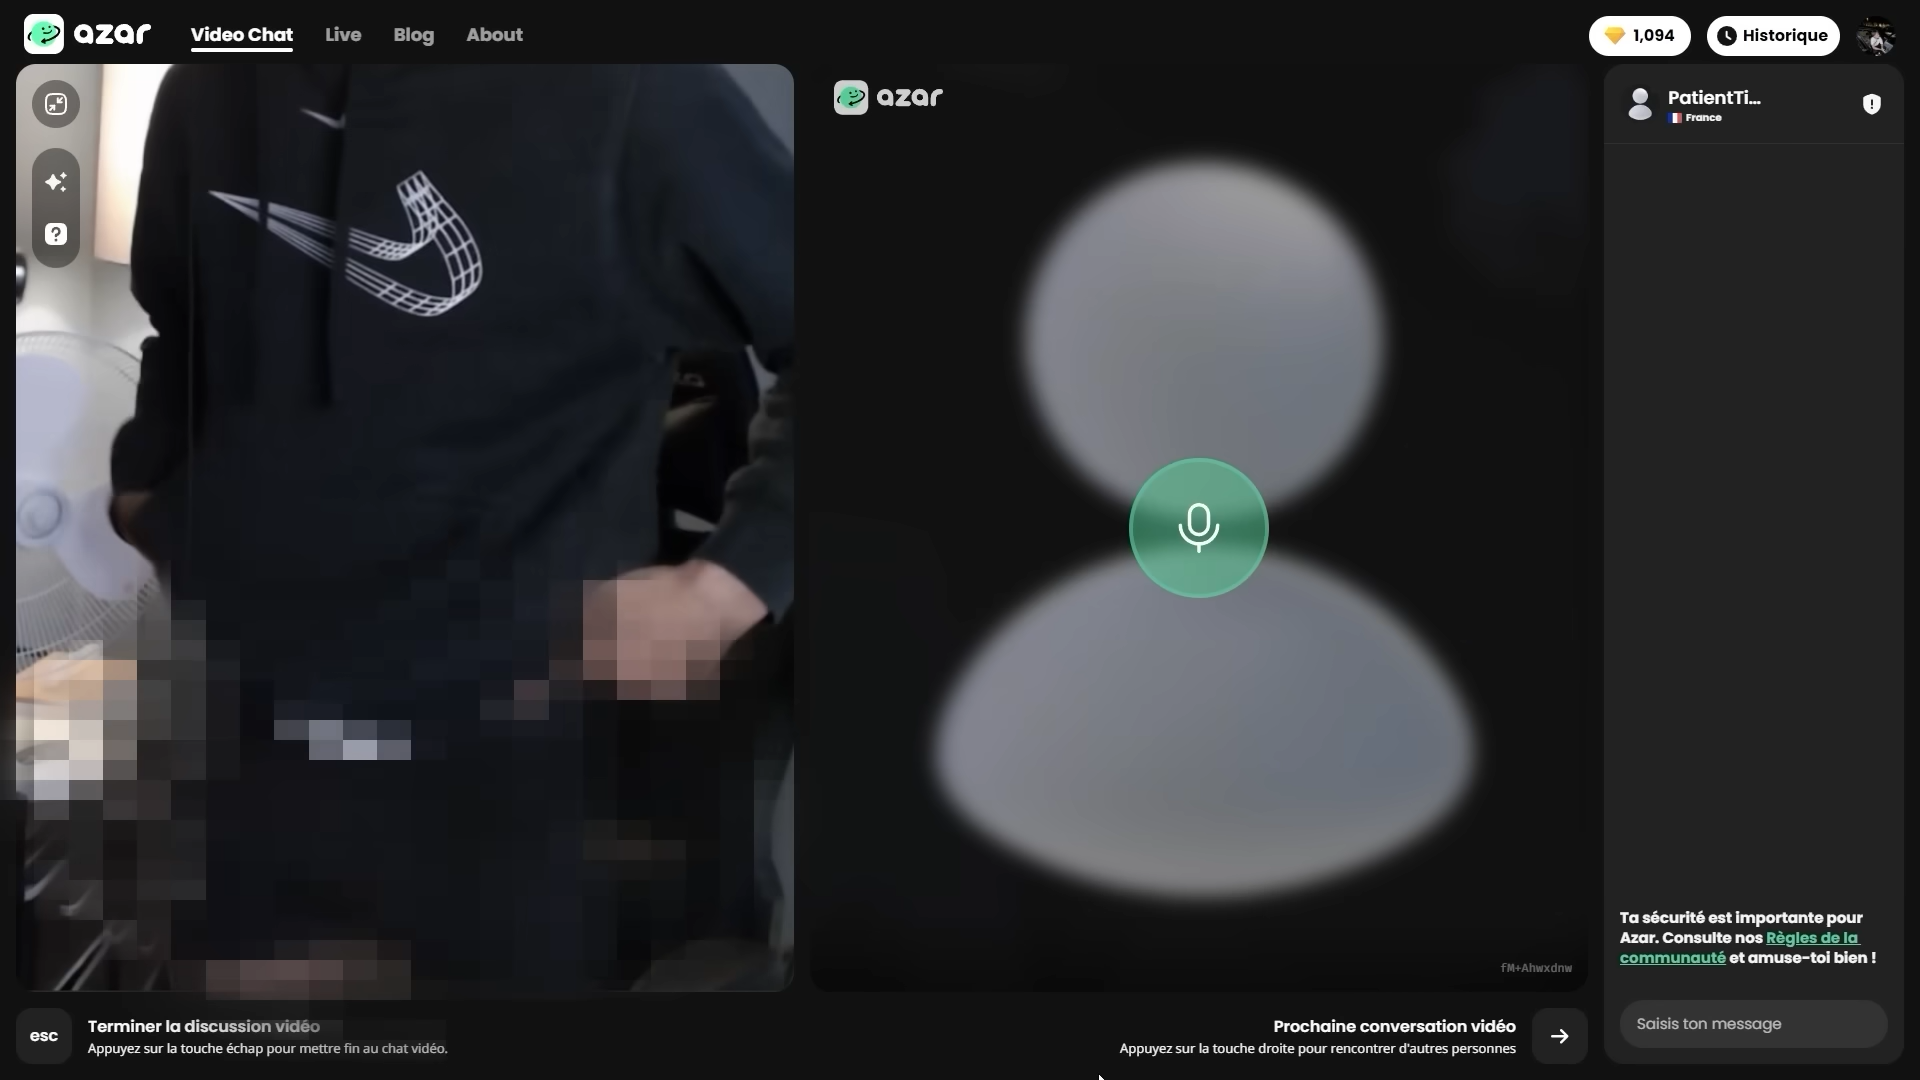 azar
Video Chat
Live
Blog
About
1,094
Historique
azar
PatientTi...
France
Ta sécurité est importante pour
Azar. Consulte nos Règles de la
communauté et amuse-toi bien !
fM+Ahwxdnw
esc
Terminer la discussion vidéo
Appuyez sur la touche échap pour mettre fin au chat vidéo.
Prochaine conversation vidéo
Appuyez sur la touche droite pour rencontrer d'autres personnes
Saisis ton message